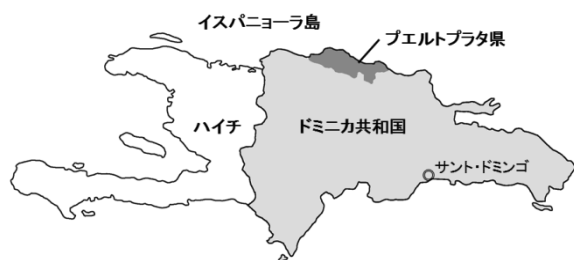 イスパニョーラ島
プエルトプラタ県
ハイチ
ドミニカ共和国
サント・ドミンゴ